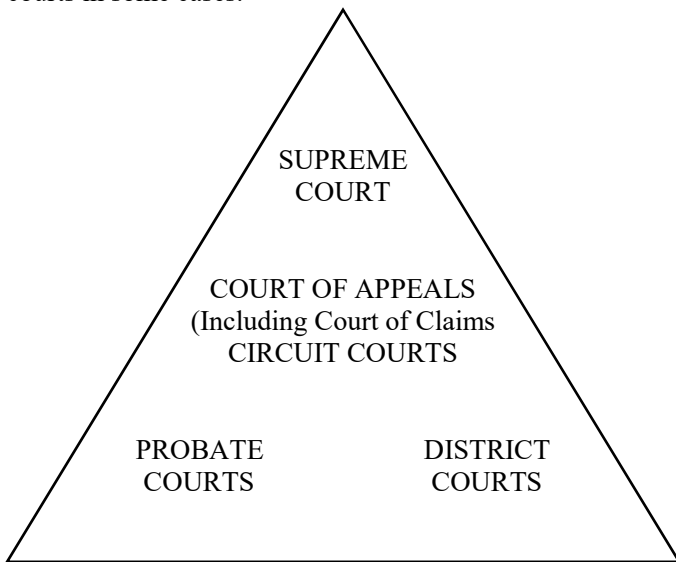 SUPREME
COURT
COURT OF APPEALS
(Including Court of Claims
CIRCUIT COURTS
PROBATE
COURTS
DISTRICT
COURTS